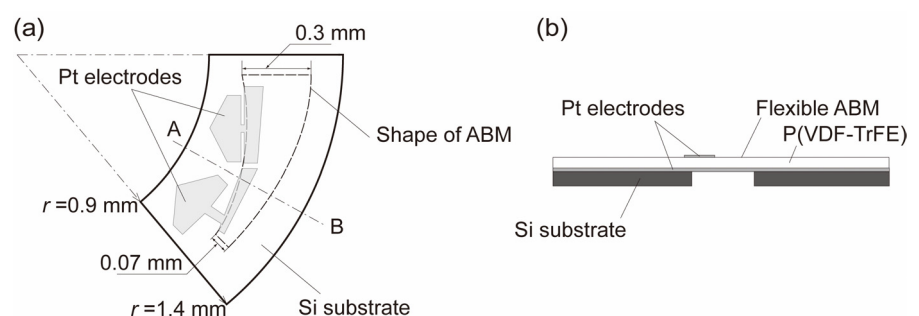 (a)
0.3 mm
Pt electrodes
A
Shape of ABM
r=0.9 mm
B
0.07 mm
r=1.4 mm
Si substrate
(b)
Pt electrodes
Flexible ABM
P(VDF-TrFE)
Si substrate